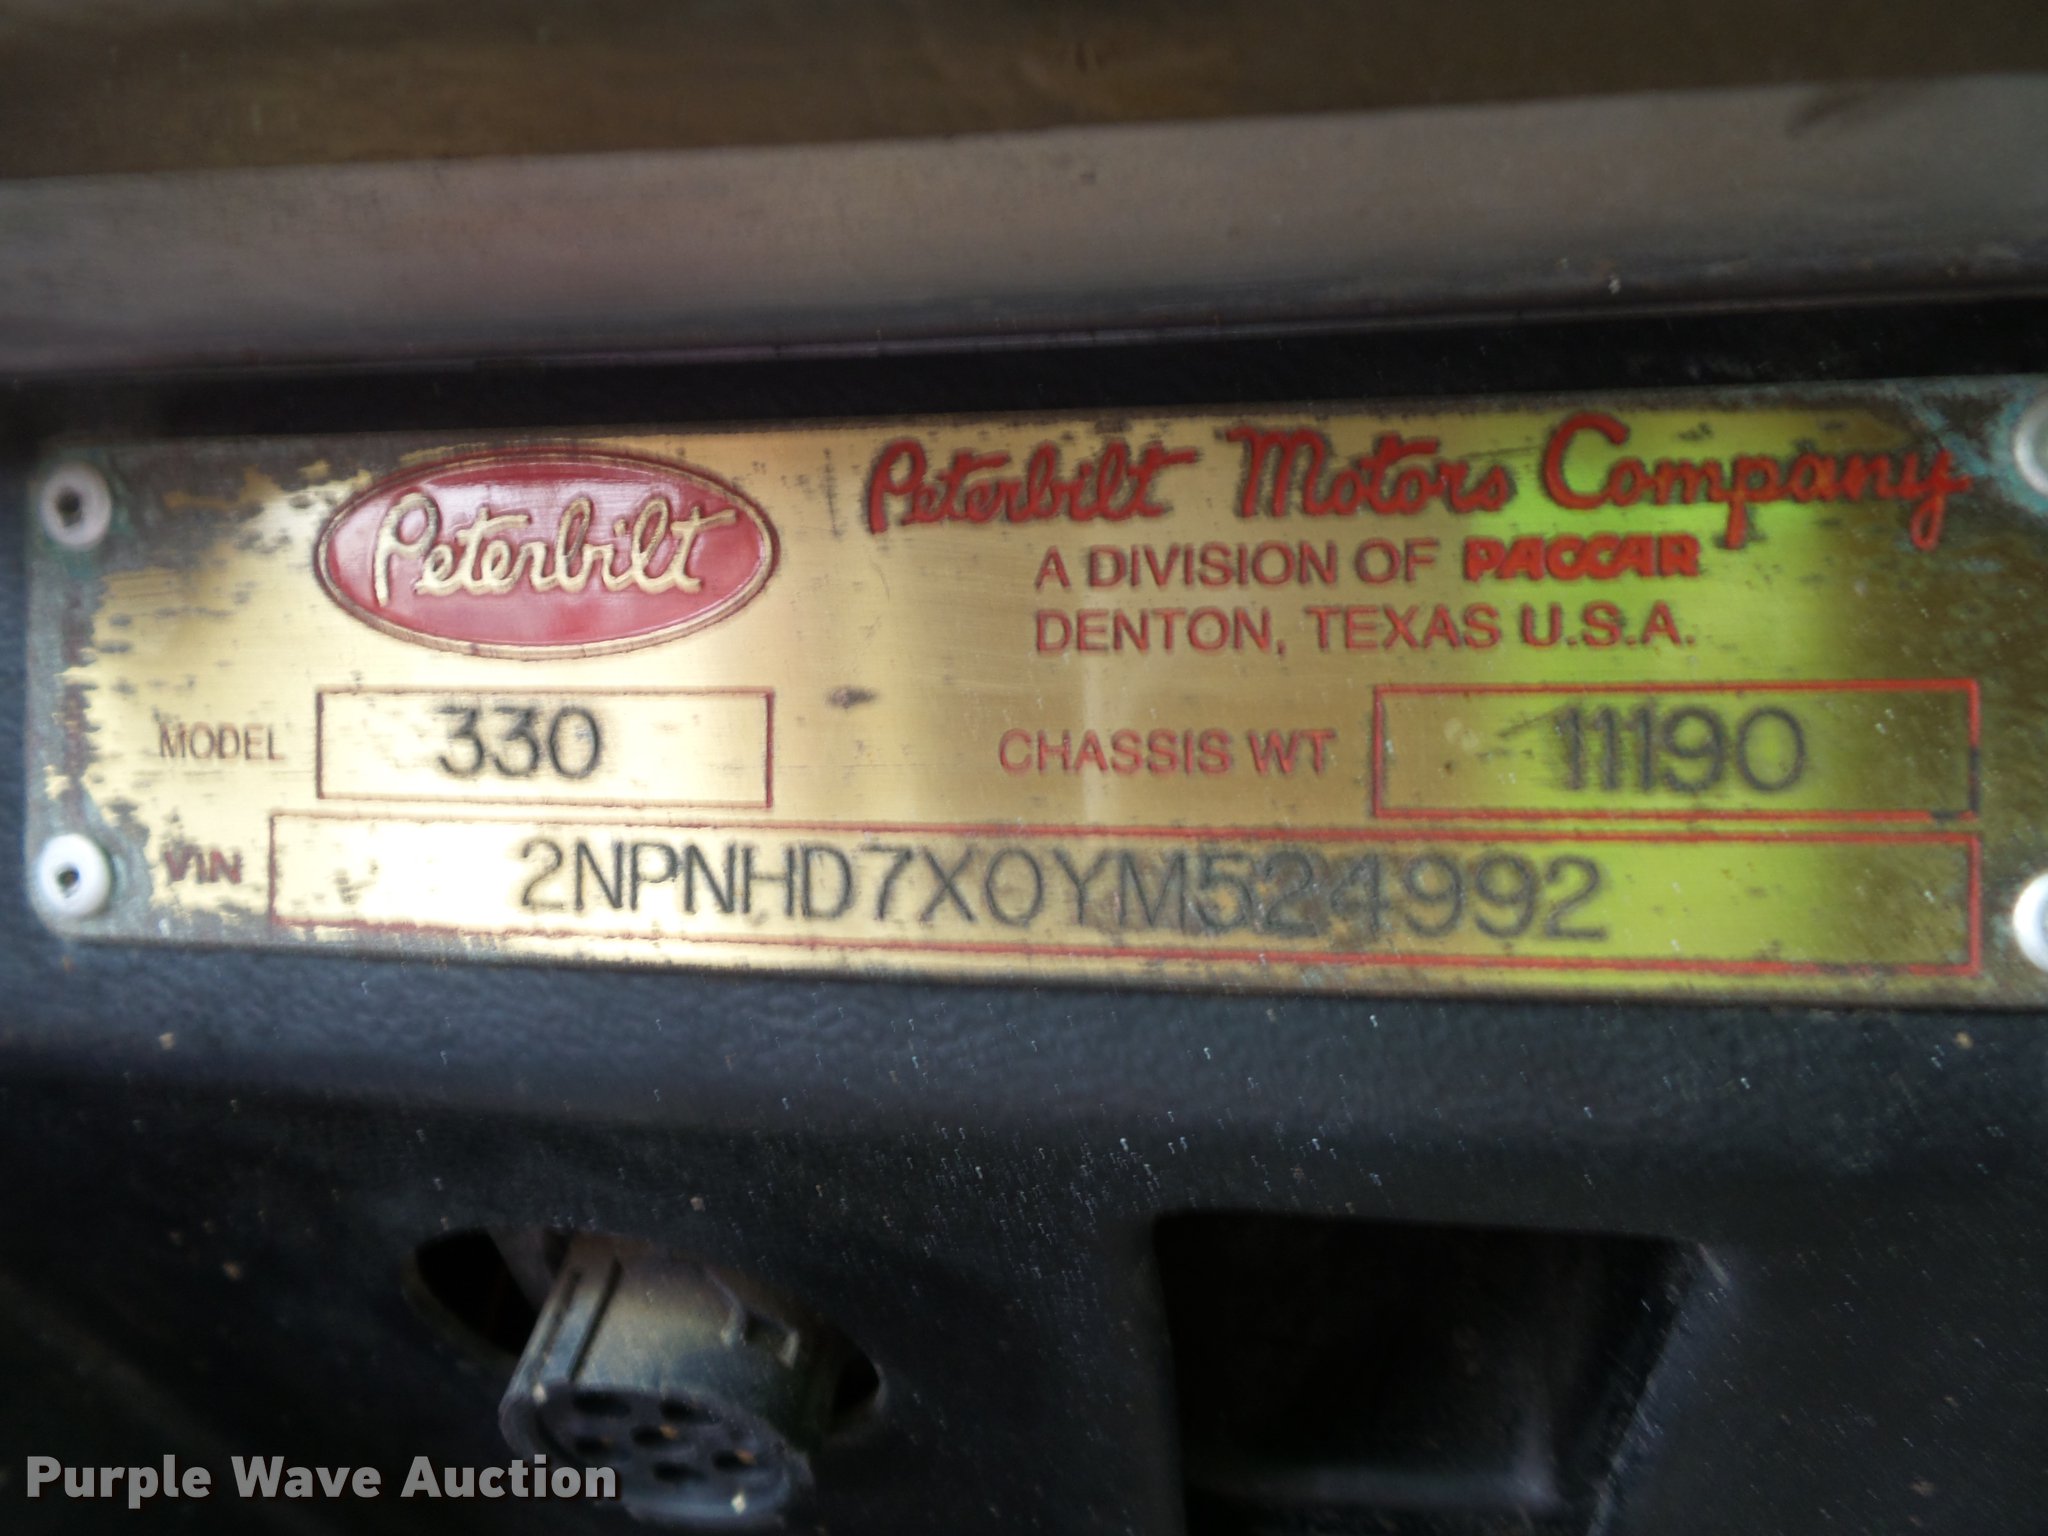 Peterbilt
Peterbilt Motors Company
A DIVISION OF PACCAR
DENTON, TEXAS U.S.A.
MODEL 330 CHASSIS WT 11190
VIN 2NPNHD7X0YM524992
Purple Wave Auction